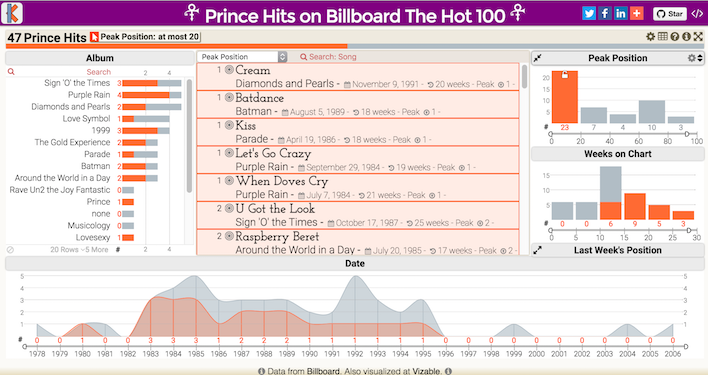 Prince Hits on Billboard The Hot 100
Star
47 Prince Hits Peak Position: at most 20
Album
Search 2 4
Sign 'O' the Times 3
Purple Rain 4
Diamonds and Pearls 2
Love Symbol 1
1999 3
The Gold Experience 2
Parade 1
Batman 2
Around the World in a Day 2
Rave Un2 the Joy Fantastic 0
Prince 1
none 0
Musicology 0
Lovesexy 1
20 Rows –5 More # 2 4
Peak Position Search: Song
1 Cream
Diamonds and Pearls - November 9, 1991 - 20 weeks - Peak 1 -
1 Batdance
Batman - August 5, 1989 - 18 weeks - Peak 1 -
1 Kiss
Parade - April 19, 1986 - 18 weeks - Peak 1 -
1 Let's Go Crazy
Purple Rain - September 29, 1984 - 19 weeks - Peak 1 -
1 When Doves Cry
Purple Rain - July 7, 1984 - 21 weeks - Peak 1 -
2 U Got the Look
Sign 'O' the Times - October 17, 1987 - 25 weeks - Peak 2 -
2 Raspberry Beret
Around the World in a Day - July 20, 1985 - 17 weeks - Peak 2 -
Peak Position
20
15
10
5
# 23 7 4 10 3
0 20 40 60 80 100
Weeks on Chart
15
10
5
# 0 0 6 9 5 3
0 5 10 15 20 25 30
Last Week's Position
Date
5 5
4 4
3 3
2 2
1 1
# 0 0 1 0 0 3 3 3 1 2 2 2 1 1 1 1 1 1 0 0 0 0 0 0 0 0 0 0 0
1978 1979 1980 1981 1982 1983 1984 1985 1986 1987 1988 1989 1990 1991 1992 1993 1994 1995 1996 1997 1998 1999 2000 2001 2002 2003 2004 2005 2006
Data from Billboard. Also visualized at Vizable.